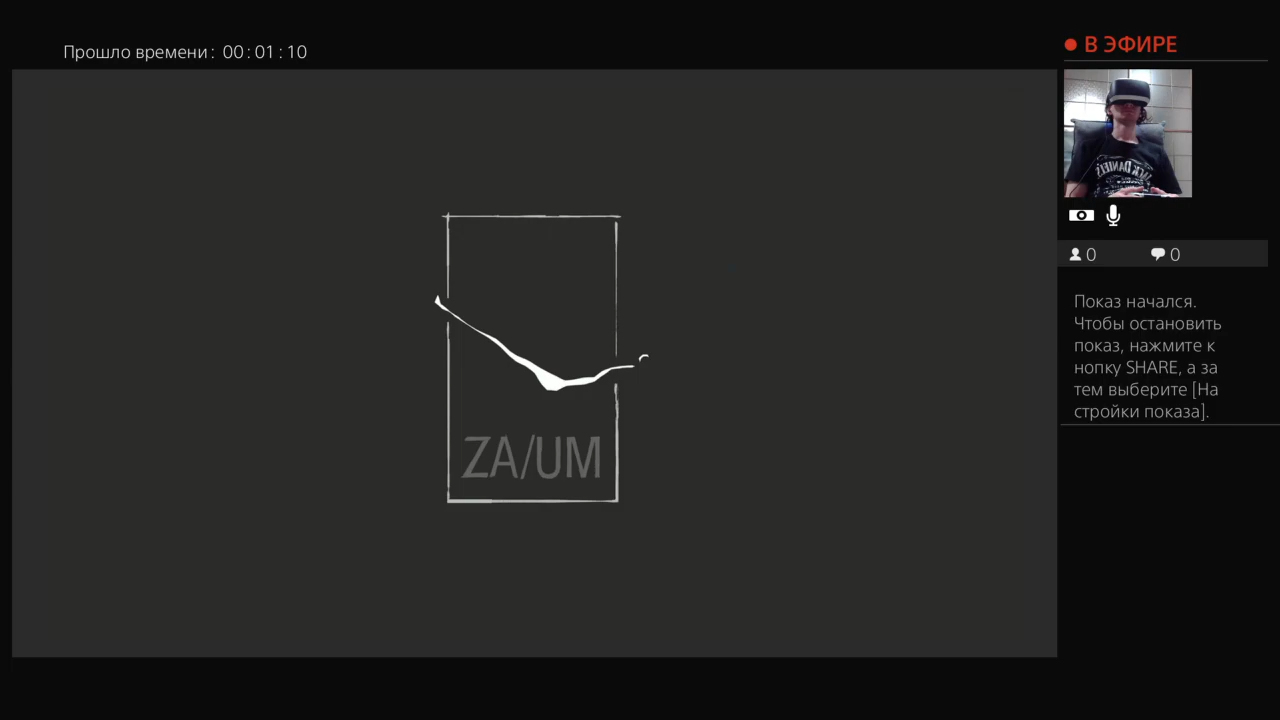 Прошло времени: 00:01:10
В ЭФИРЕ
0
0
Показ начался.
Чтобы остановить
показ, нажмите к
нопку SHARE, а за
тем выберите [На
стройки показа].
ZA/UM